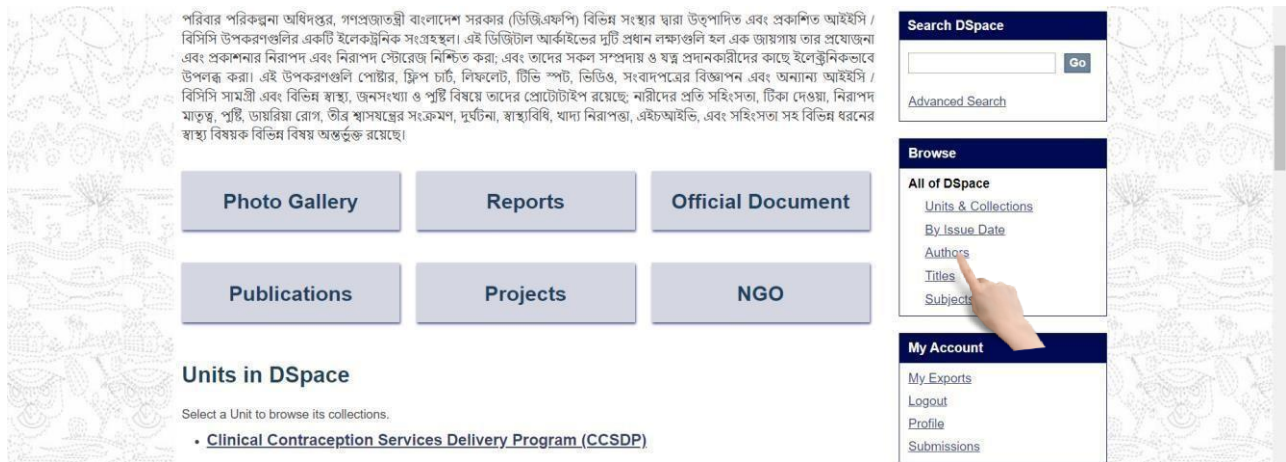 পরিবার পরিকল্পনা অধিদপ্তর, গণপ্রজাতন্ত্রী বাংলাদেশ সরকার (ডিজিএফপি) বিভিন্ন সংস্থার দ্বারা উত্পাদিত এবং প্রকাশিত আইইসি /
বিসিসি উপকরণগুলির একটি ইলেকট্রনিক সংগ্রহস্থল। এই ডিজিটাল আর্কাইভের দুটি প্রধান লক্ষ্যগুলি হল এক জায়গায় তার প্রযোজনা
এবং প্রকাশনার নিরাপদ এবং নিরাপদ স্টোরেজ নিশ্চিত করা; এবং তাদের সকল সম্প্রদায় ও যত্ন প্রদানকারীদের কাছে ইলেক্ট্রনিকভাবে
উপলব্ধ করা। এই উপকরণগুলি পোষ্টার, ফ্লিপ চার্ট, লিফলেট, টিভি স্পট, ভিডিও, সংবাদপত্রের বিজ্ঞাপন এবং অন্যান্য আইইসি /
বিসিসি সামগ্রী এবং বিভিন্ন স্বাস্থ্য, জনসংখ্যা ও পুষ্টি বিষয়ে তাদের প্রোটোটাইপ রয়েছে; নারীদের প্রতি সহিংসতা, টিকা দেওয়া, নিরাপদ
মাতৃত্ব, পুষ্টি, ডায়রিয়া রোগ, তীব্র শ্বাসযন্ত্রের সংক্রমণ, দুর্ঘটনা, স্বাস্থ্যবিধি, খাদ্য নিরাপত্তা, এইচআইভি, এবং সহিংসতা সহ বিভিন্ন ধরনের
স্বাস্থ্য বিষয়ক বিভিন্ন বিষয় অন্তর্ভুক্ত রয়েছে।
Photo Gallery
Reports
Official Document
Publications
Projects
NGO
Units in DSpace
Select a Unit to browse its collections.
• Clinical Contraception Services Delivery Program (CCSDP)
Search DSpace
Go
Advanced Search
Browse
All of DSpace
Units & Collections
By Issue Date
Authors
Titles
Subjects
My Account
My Exports
Logout
Profile
Submissions